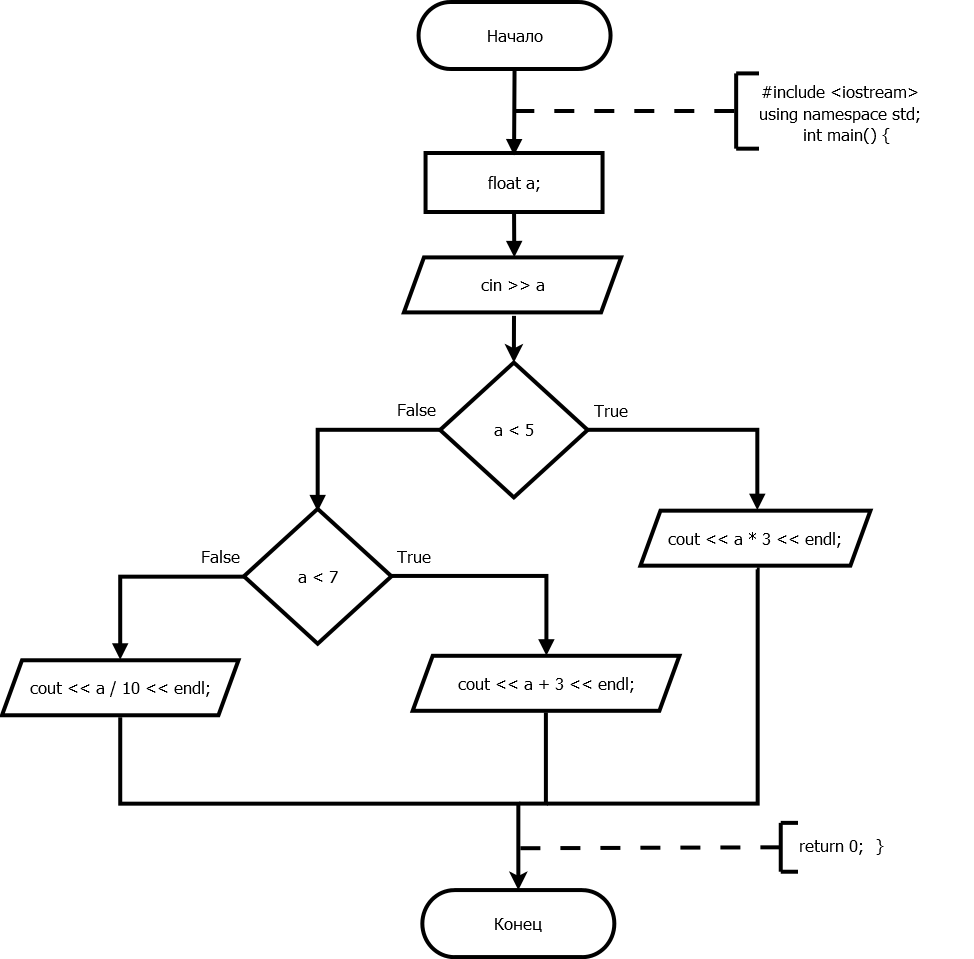 Начало
#include <iostream>
using namespace std;
int main() {
float a;
cin >> a
a < 5
False
True
cout << a * 3 << endl;
a < 7
False
True
cout << a / 10 << endl;
cout << a + 3 << endl;
return 0;  }
Конец